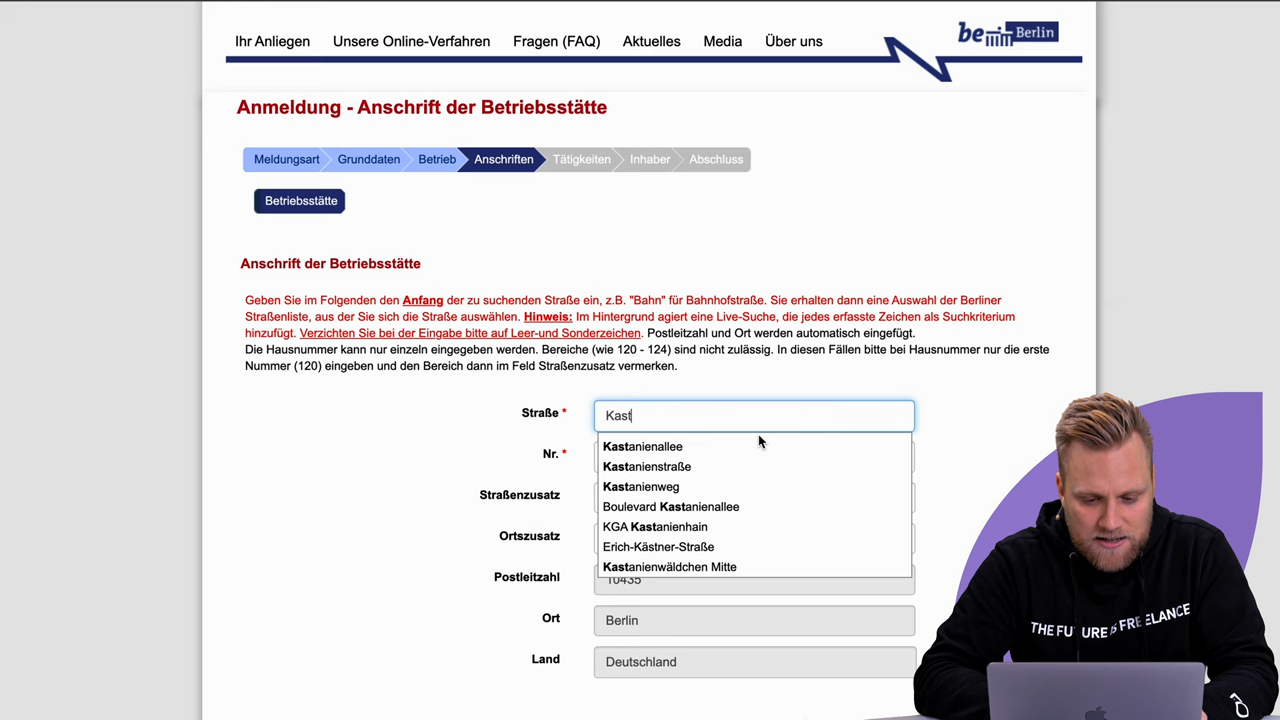 Ihr Anliegen Unsere Online-Verfahren Fragen (FAQ) Aktuelles Media Über uns
be Berlin
Anmeldung - Anschrift der Betriebsstätte
Meldungsart Grunddaten Betrieb Anschriften Tätigkeiten Inhaber Abschluss
Betriebsstätte
Anschrift der Betriebsstätte
Geben Sie im Folgenden den Anfang der zu suchenden Straße ein, z.B. "Bahn" für Bahnhofstraße. Sie erhalten dann eine Auswahl der Berliner
Straßenliste, aus der Sie sich die Straße auswählen. Hinweis: Im Hintergrund agiert eine Live-Suche, die jedes erfasste Zeichen als Suchkriterium
hinzufügt. Verzichten Sie bei der Eingabe bitte auf Leer-und Sonderzeichen. Postleitzahl und Ort werden automatisch eingefügt.
Die Hausnummer kann nur einzeln eingegeben werden. Bereiche (wie 120 - 124) sind nicht zulässig. In diesen Fällen bitte bei Hausnummer nur die erste
Nummer (120) eingeben und den Bereich dann im Feld Straßenzusatz vermerken.
Straße * Kast
Kastanienallee
Nr. *
Kastanienstraße
Kastanienweg
Straßenzusatz
Boulevard Kastanienallee
KGA Kastanienhain
Ortszusatz
Erich-Kästner-Straße
Kastanienwäldchen Mitte
Postleitzahl 10435
Ort Berlin
Land Deutschland
THE FUTURE IS FREELANCE